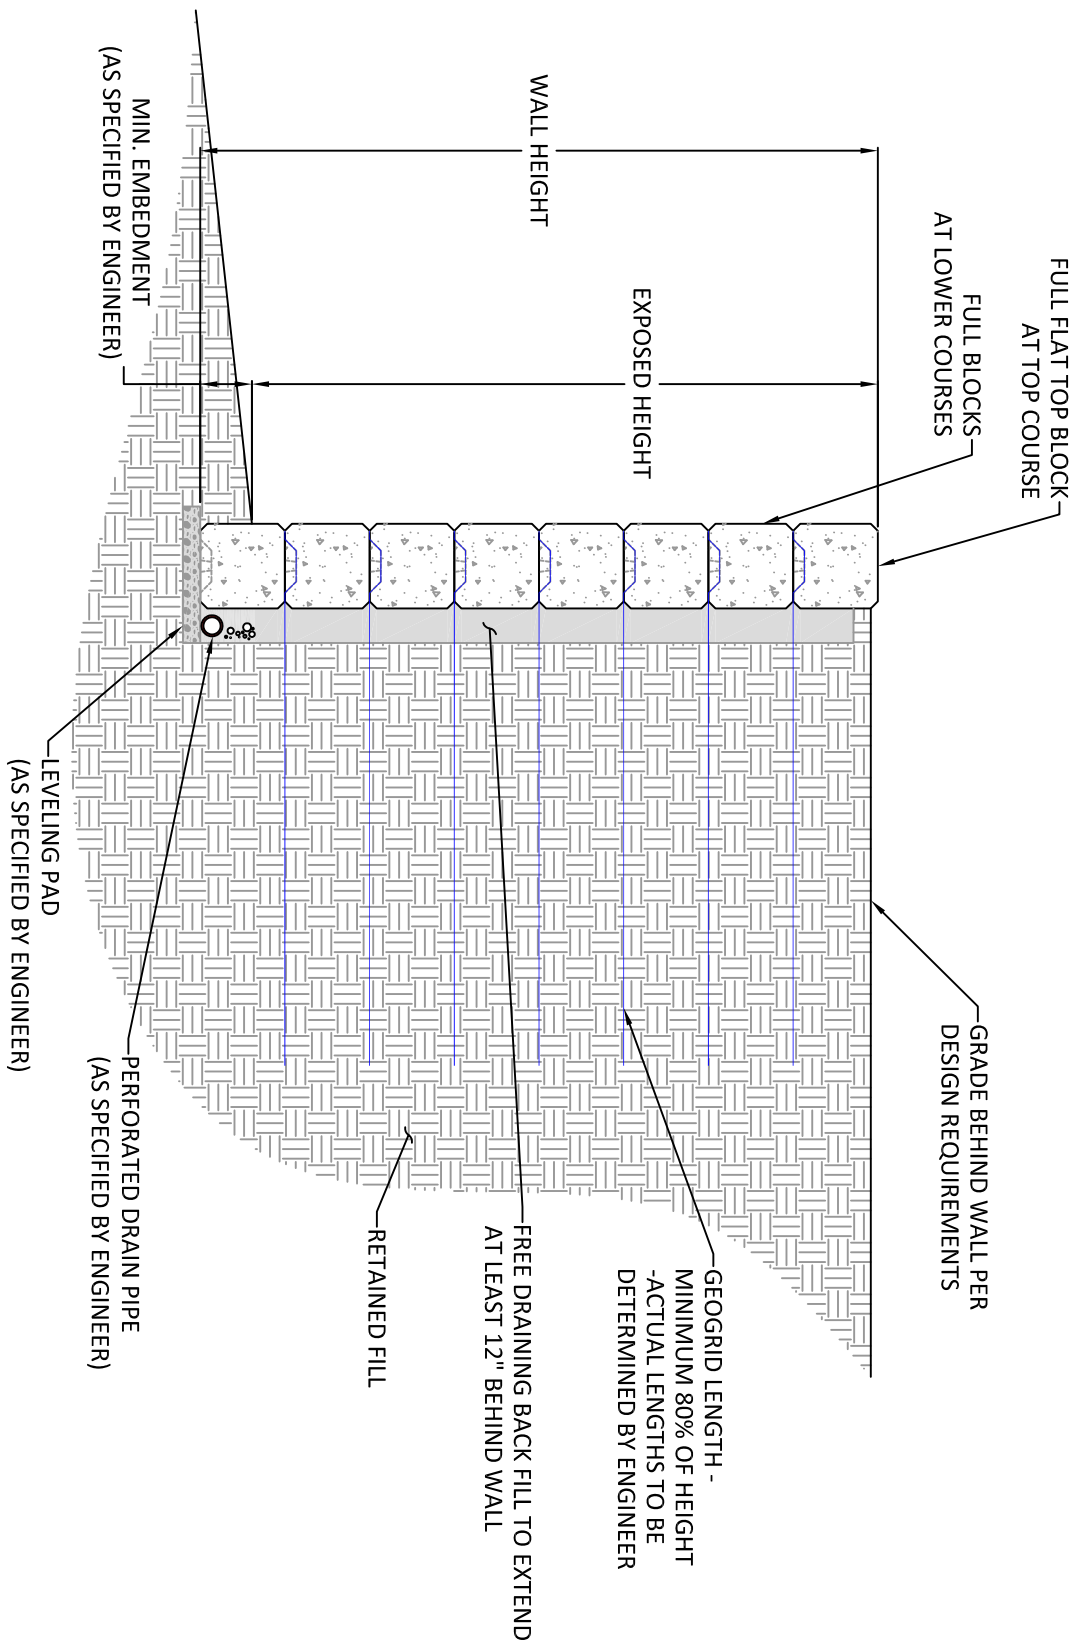 FULL FLAT TOP BLOCK
AT TOP COURSE
FULL BLOCKS
AT LOWER COURSES
GRADE BEHIND WALL PER
DESIGN REQUIREMENTS
WALL HEIGHT
EXPOSED HEIGHT
GEOGRID LENGTH -
MINIMUM 80% OF HEIGHT
-ACTUAL LENGTHS TO BE
DETERMINED BY ENGINEER
FREE DRAINING BACK FILL TO EXTEND
AT LEAST 12" BEHIND WALL
RETAINED FILL
MIN. EMBEDMENT
(AS SPECIFIED BY ENGINEER)
PERFORATED DRAIN PIPE
(AS SPECIFIED BY ENGINEER)
LEVELING PAD
(AS SPECIFIED BY ENGINEER)